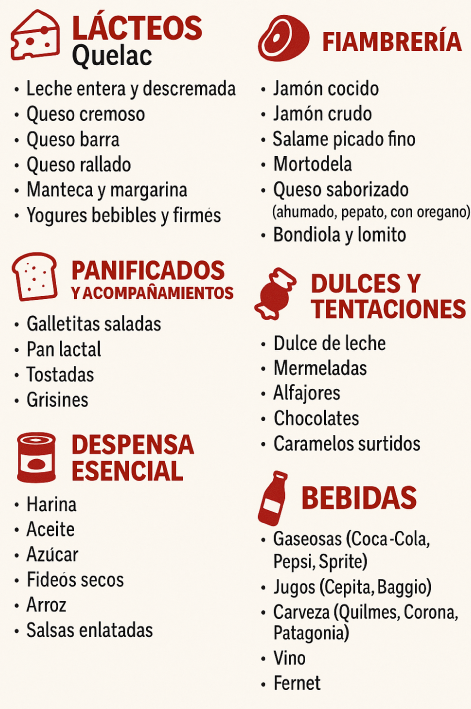 LÁCTEOS
Quelac
• Leche entera y descremada
• Queso cremoso
• Queso barra
• Queso rallado
• Manteca y margarina
• Yogures bebibles y firmes
PANIFICADOS
Y ACOMPAÑAMIENTOS
• Galletitas saladas
• Pan lactal
• Tostadas
• Grisines
DESPENSA
ESENCIAL
• Harina
• Aceite
• Azúcar
• Fideós secos
• Arroz
• Salsas enlatadas
FIAMBRERÍA
• Jamón cocido
• Jamón crudo
• Salame picado fino
• Mortodela
• Queso saborizado
(ahumado, pepato, con oregano)
• Bondiola y lomito
DULCES Y
TENTACIONES
• Dulce de leche
• Mermeladas
• Alfajores
• Chocolates
• Caramelos surtidos
BEBIDAS
• Gaseosas (Coca-Cola,
Pepsi, Sprite)
• Jugos (Cepita, Baggio)
• Carveza (Quilmes, Corona,
Patagonia)
• Vino
• Fernet